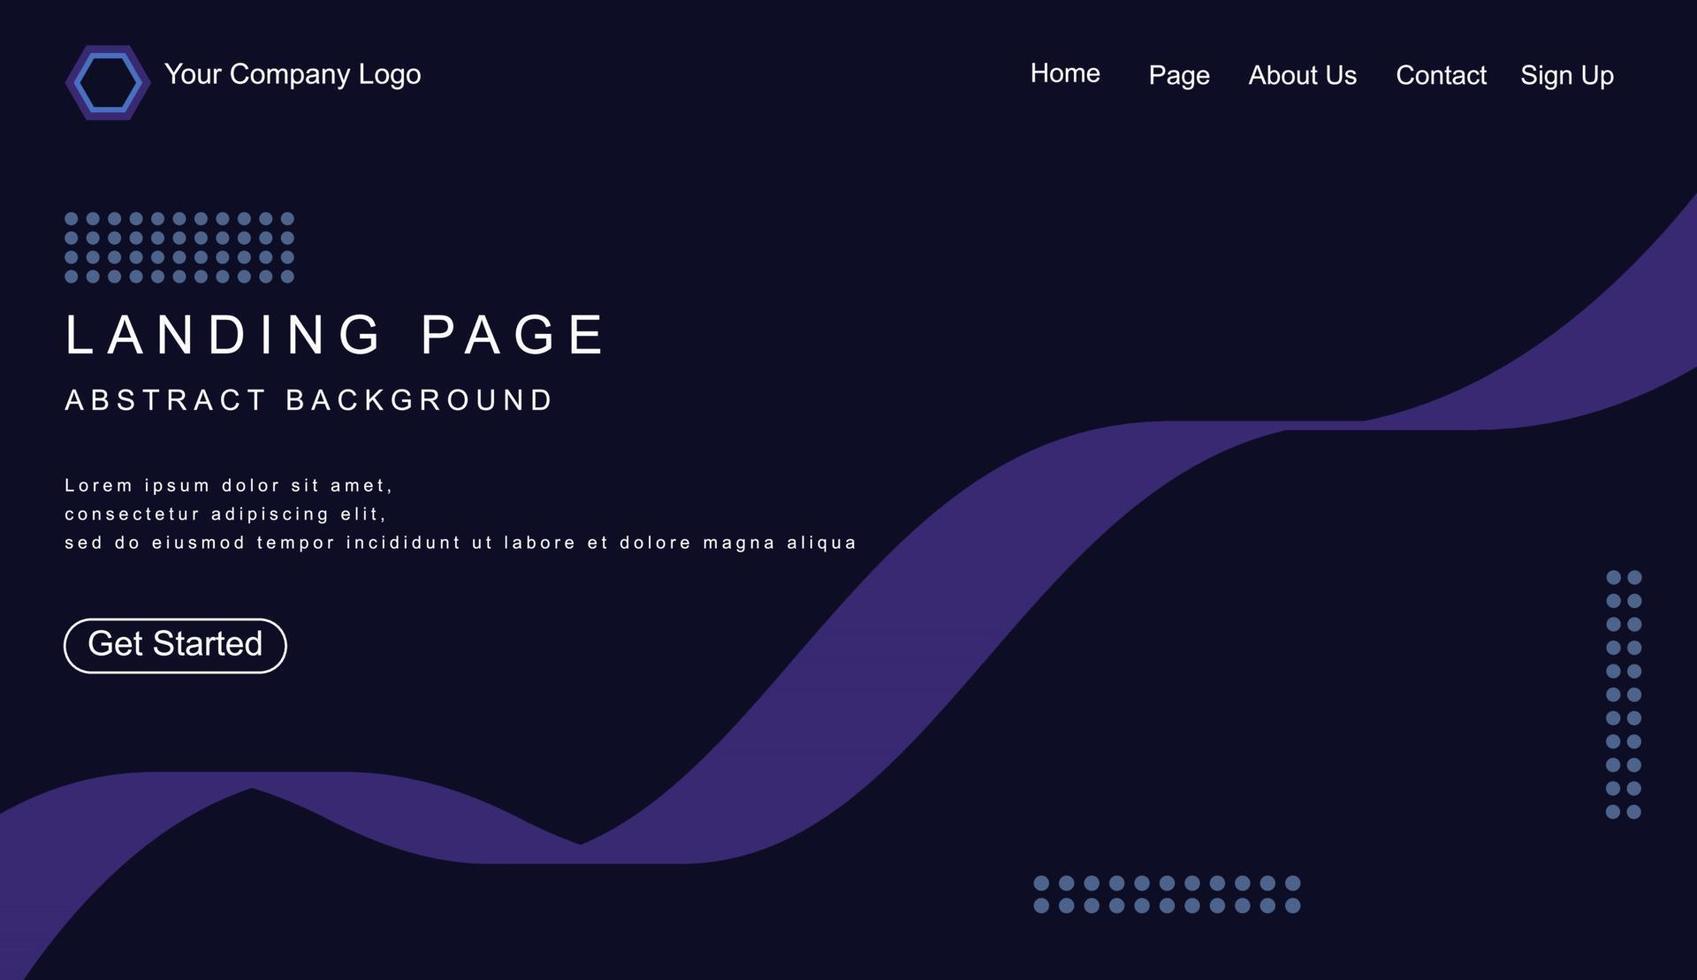 Your Company Logo
Home Page About Us Contact Sign Up
LANDING PAGE
ABSTRACT BACKGROUND
Lorem ipsum dolor sit amet,
consectetur adipiscing elit,
sed do eiusmod tempor incididunt ut labore et dolore magna aliqua
Get Started